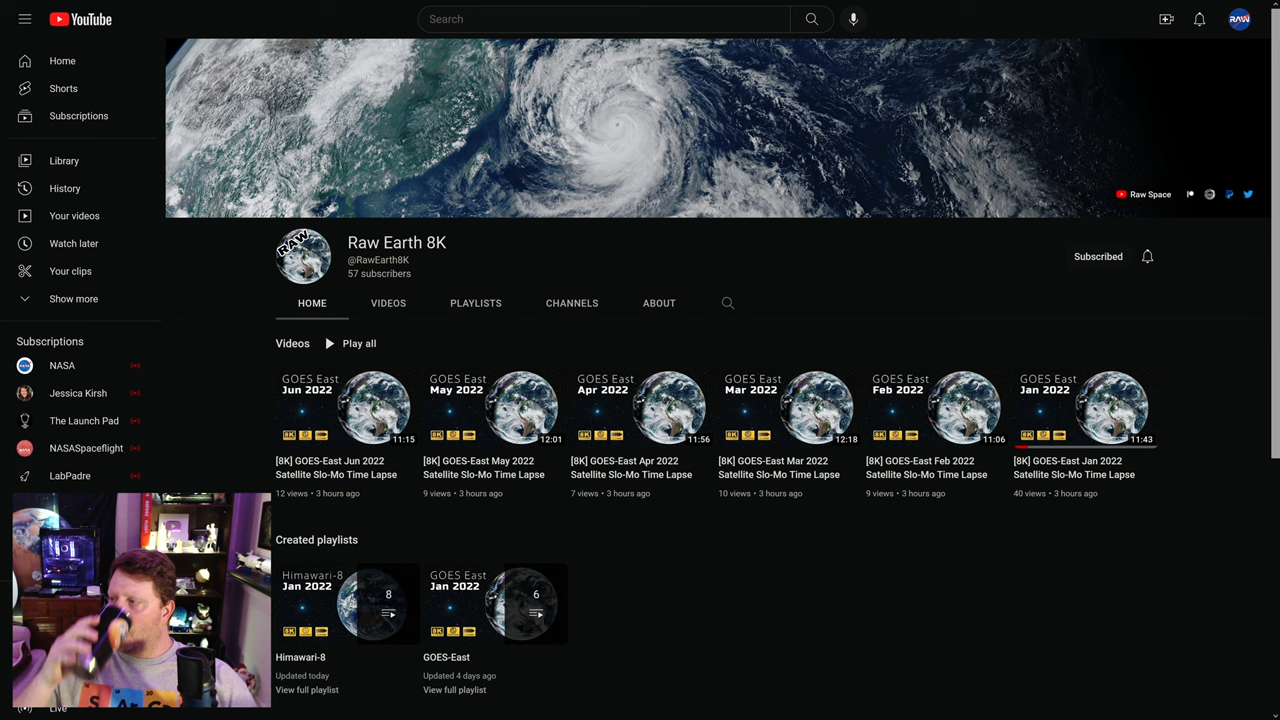 YouTube
Search
RAW
Home
Shorts
Subscriptions
Library
History
Your videos
Watch later
Your clips
Show more
Subscriptions
NASA
Jessica Kirsh
The Launch Pad
NASASpaceflight
LabPadre
Live
Raw Space
RAW
Raw Earth 8K
@RawEarth8K
57 subscribers
Subscribed
HOME
VIDEOS
PLAYLISTS
CHANNELS
ABOUT
Videos
Play all
GOES East
Jun 2022
8K
11:15
[8K] GOES-East Jun 2022
Satellite Slo-Mo Time Lapse
12 views • 3 hours ago
GOES East
May 2022
8K
12:01
[8K] GOES-East May 2022
Satellite Slo-Mo Time Lapse
9 views • 3 hours ago
GOES East
Apr 2022
8K
11:56
[8K] GOES-East Apr 2022
Satellite Slo-Mo Time Lapse
7 views • 3 hours ago
GOES East
Mar 2022
8K
12:18
[8K] GOES-East Mar 2022
Satellite Slo-Mo Time Lapse
10 views • 3 hours ago
GOES East
Feb 2022
8K
11:06
[8K] GOES-East Feb 2022
Satellite Slo-Mo Time Lapse
9 views • 3 hours ago
GOES East
Jan 2022
8K
11:43
[8K] GOES-East Jan 2022
Satellite Slo-Mo Time Lapse
40 views • 3 hours ago
Created playlists
Himawari-8
Jan 2022
8K
8
Himawari-8
Updated today
View full playlist
GOES East
Jan 2022
8K
6
GOES-East
Updated 4 days ago
View full playlist